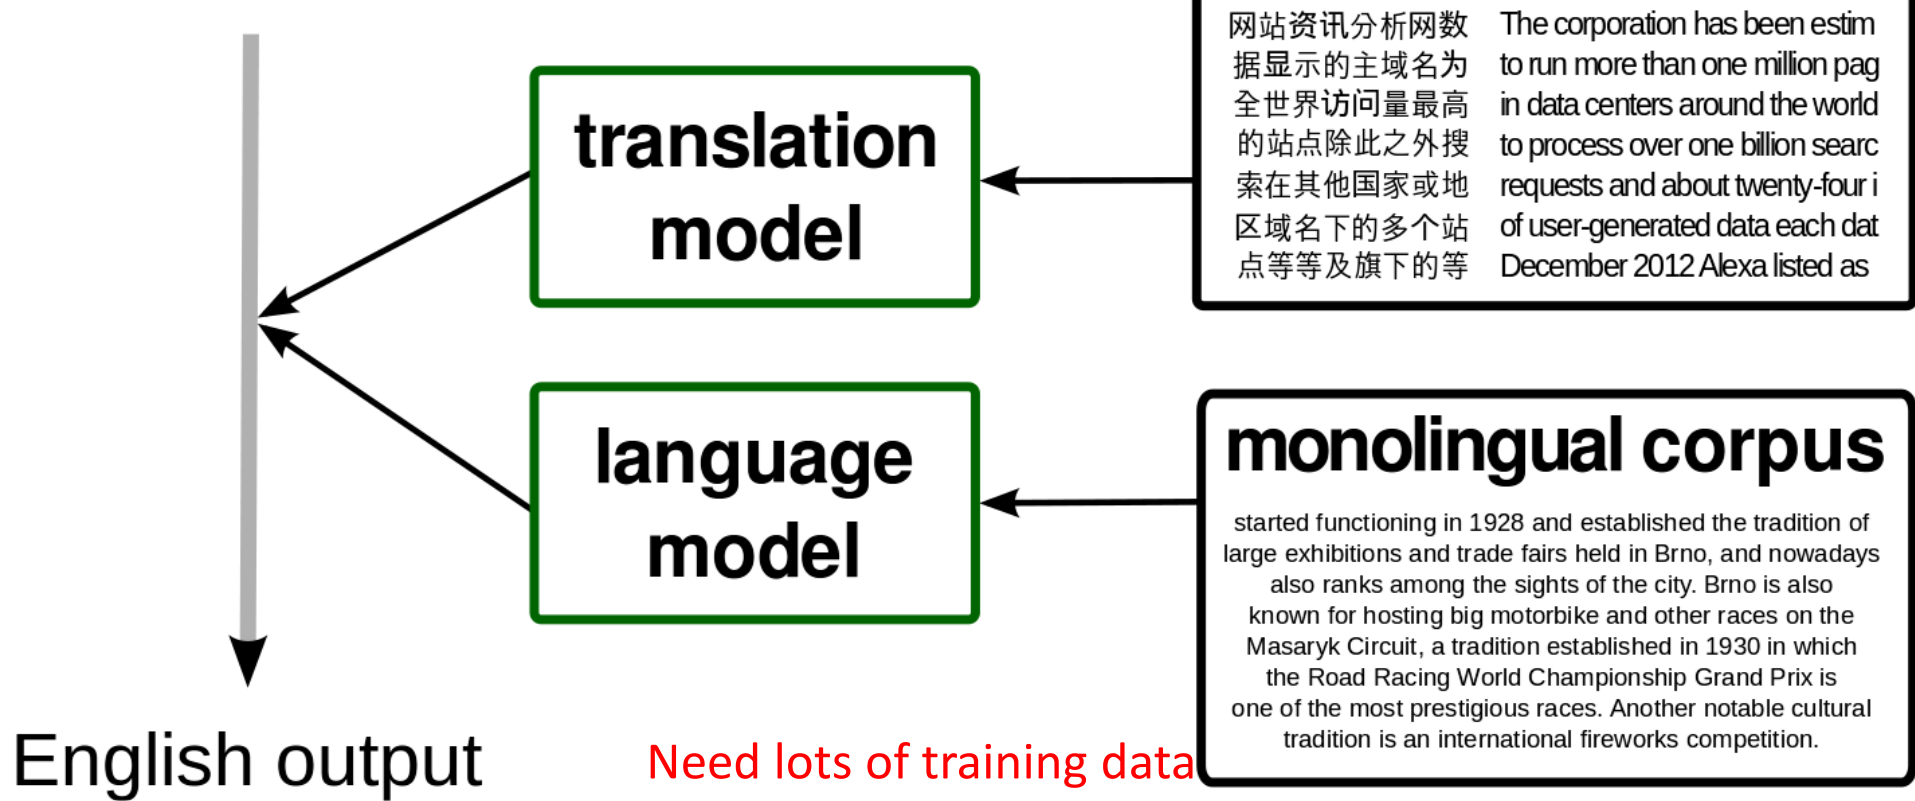 网站资讯分析网数
据显示的主域名为
全世界访问量最高
的站点除此之外搜
索在其他国家或地
区域名下的多个站
点等等及旗下的等
The corporation has been estim
to run more than one million pag
in data centers around the world
to process over one billion searc
requests and about twenty-four i
of user-generated data each dat
December 2012 Alexa listed as
translation
model
language
model
monolingual corpus
started functioning in 1928 and established the tradition of
large exhibitions and trade fairs held in Brno, and nowadays
also ranks among the sights of the city. Brno is also
known for hosting big motorbike and other races on the
Masaryk Circuit, a tradition established in 1930 in which
the Road Racing World Championship Grand Prix is
one of the most prestigious races. Another notable cultural
tradition is an international fireworks competition.
English output
Need lots of training data